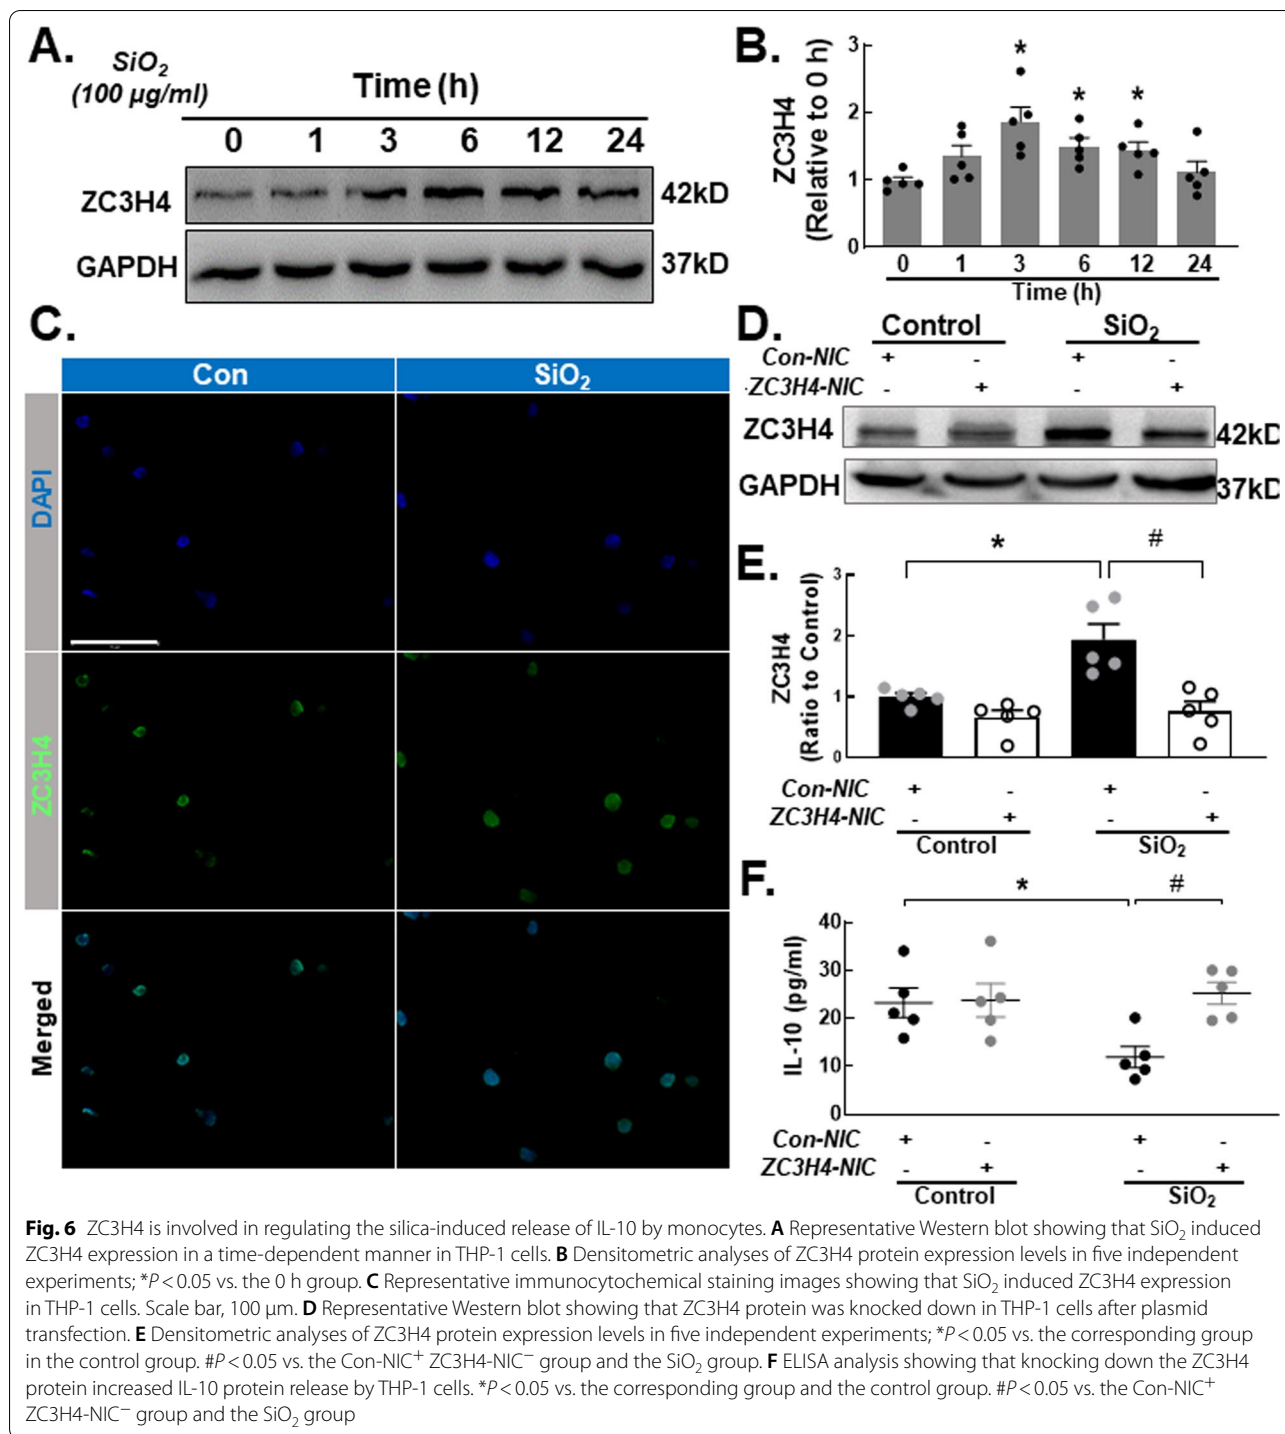 A.
SiO₂
(100 µg/ml)
Time (h)
0 1 3 6 12 24
ZC3H4 42kD
GAPDH 37kD
B.
ZC3H4
(Relative to 0 h)
3
2
1
0
* * *
0 1 3 6 12 24
Time (h)
C.
Con SiO₂
DAPI
ZC3H4
Merged
D.
Control SiO₂
Con-NIC + - + -
ZC3H4-NIC - + - +
ZC3H4 42kD
GAPDH 37kD
E.
* #
ZC3H4
(Ratio to Control)
3
2
1
0
Con-NIC + - + -
ZC3H4-NIC - + - +
Control SiO₂
F.
* #
IL-10 (pg/ml)
40
30
20
10
0
Con-NIC + - + -
ZC3H4-NIC - + - +
Control SiO₂
Fig. 6 ZC3H4 is involved in regulating the silica-induced release of IL-10 by monocytes. A Representative Western blot showing that SiO₂ induced
ZC3H4 expression in a time-dependent manner in THP-1 cells. B Densitometric analyses of ZC3H4 protein expression levels in five independent
experiments; *P < 0.05 vs. the 0 h group. C Representative immunocytochemical staining images showing that SiO₂ induced ZC3H4 expression
in THP-1 cells. Scale bar, 100 µm. D Representative Western blot showing that ZC3H4 protein was knocked down in THP-1 cells after plasmid
transfection. E Densitometric analyses of ZC3H4 protein expression levels in five independent experiments; *P < 0.05 vs. the corresponding group
in the control group. #P < 0.05 vs. the Con-NIC⁺ ZC3H4-NIC⁻ group and the SiO₂ group. F ELISA analysis showing that knocking down the ZC3H4
protein increased IL-10 protein release by THP-1 cells. *P < 0.05 vs. the corresponding group and the control group. #P < 0.05 vs. the Con-NIC⁺
ZC3H4-NIC⁻ group and the SiO₂ group